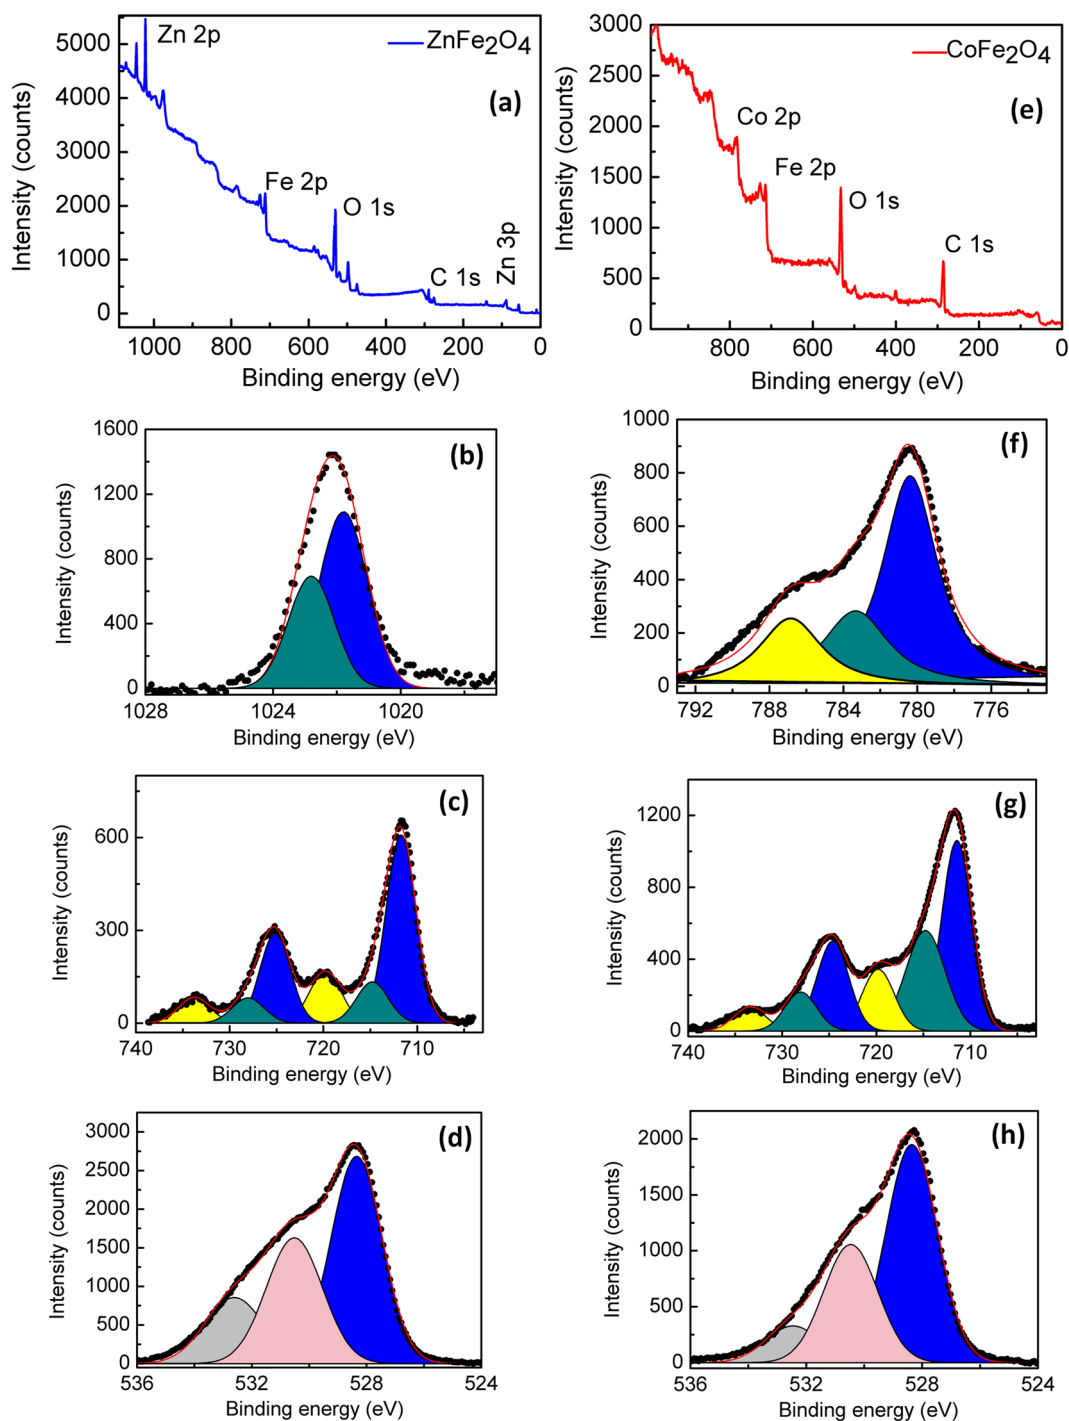 Zn 2p
ZnFe2O4
(a)
Fe 2p
O 1s
C 1s
Zn 3p
5000
4000
3000
2000
1000
0
Intensity (counts)
1000 800 600 400 200 0
Binding energy (eV)
CoFe2O4
(e)
Co 2p
Fe 2p
O 1s
C 1s
3000
2500
2000
1500
1000
500
0
Intensity (counts)
800 600 400 200 0
Binding energy (eV)
(b)
1600
1200
800
400
0
Intensity (counts)
1028 1024 1020
Binding energy (eV)
(f)
1000
800
600
400
200
0
Intensity (counts)
792 788 784 780 776
Binding energy (eV)
(c)
600
300
0
Intensity (counts)
740 730 720 710
Binding energy (eV)
(g)
1200
800
400
0
Intensity (counts)
740 730 720 710
Binding energy (eV)
(d)
3000
2500
2000
1500
1000
500
0
Intensity (counts)
536 532 528 524
Binding energy (eV)
(h)
2000
1500
1000
500
0
Intensity (counts)
536 532 528 524
Binding energy (eV)